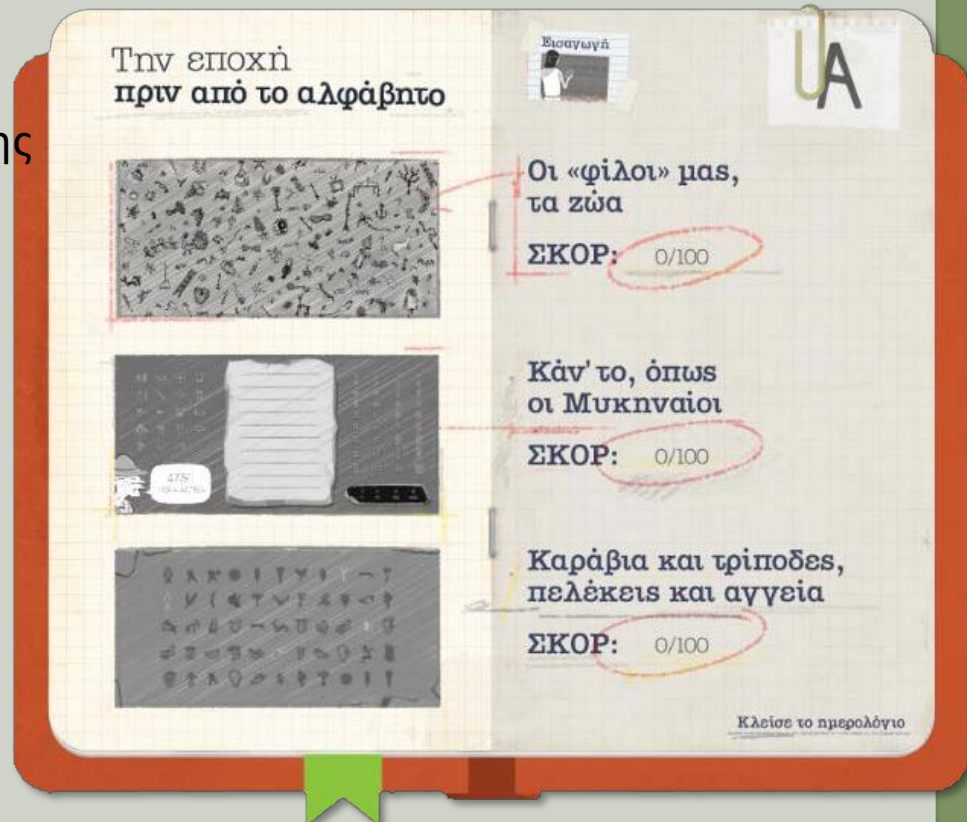 Την εποχή
πριν από το αλφάβητο
Εισαγωγή
A
ης
Οι «φίλοι» μας,
τα ζώα
ΣΚΟΡ: 0/100
Κάν' το, όπως
οι Μυκηναίοι
ΣΚΟΡ: 0/100
Καράβια και τρίποδες,
πελέκεις και αγγεία
ΣΚΟΡ: 0/100
Κλείσε το ημερολόγιο